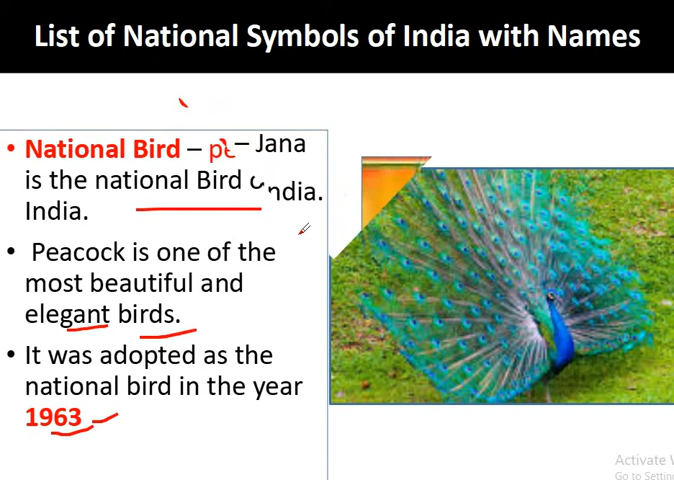 List of National Symbols of India with Names
• National Bird – – Jana
is the national Bird ndia.
India.
• Peacock is one of the
most beautiful and
elegant birds.
• It was adopted as the
national bird in the year
1963
Activate
Go to Settin